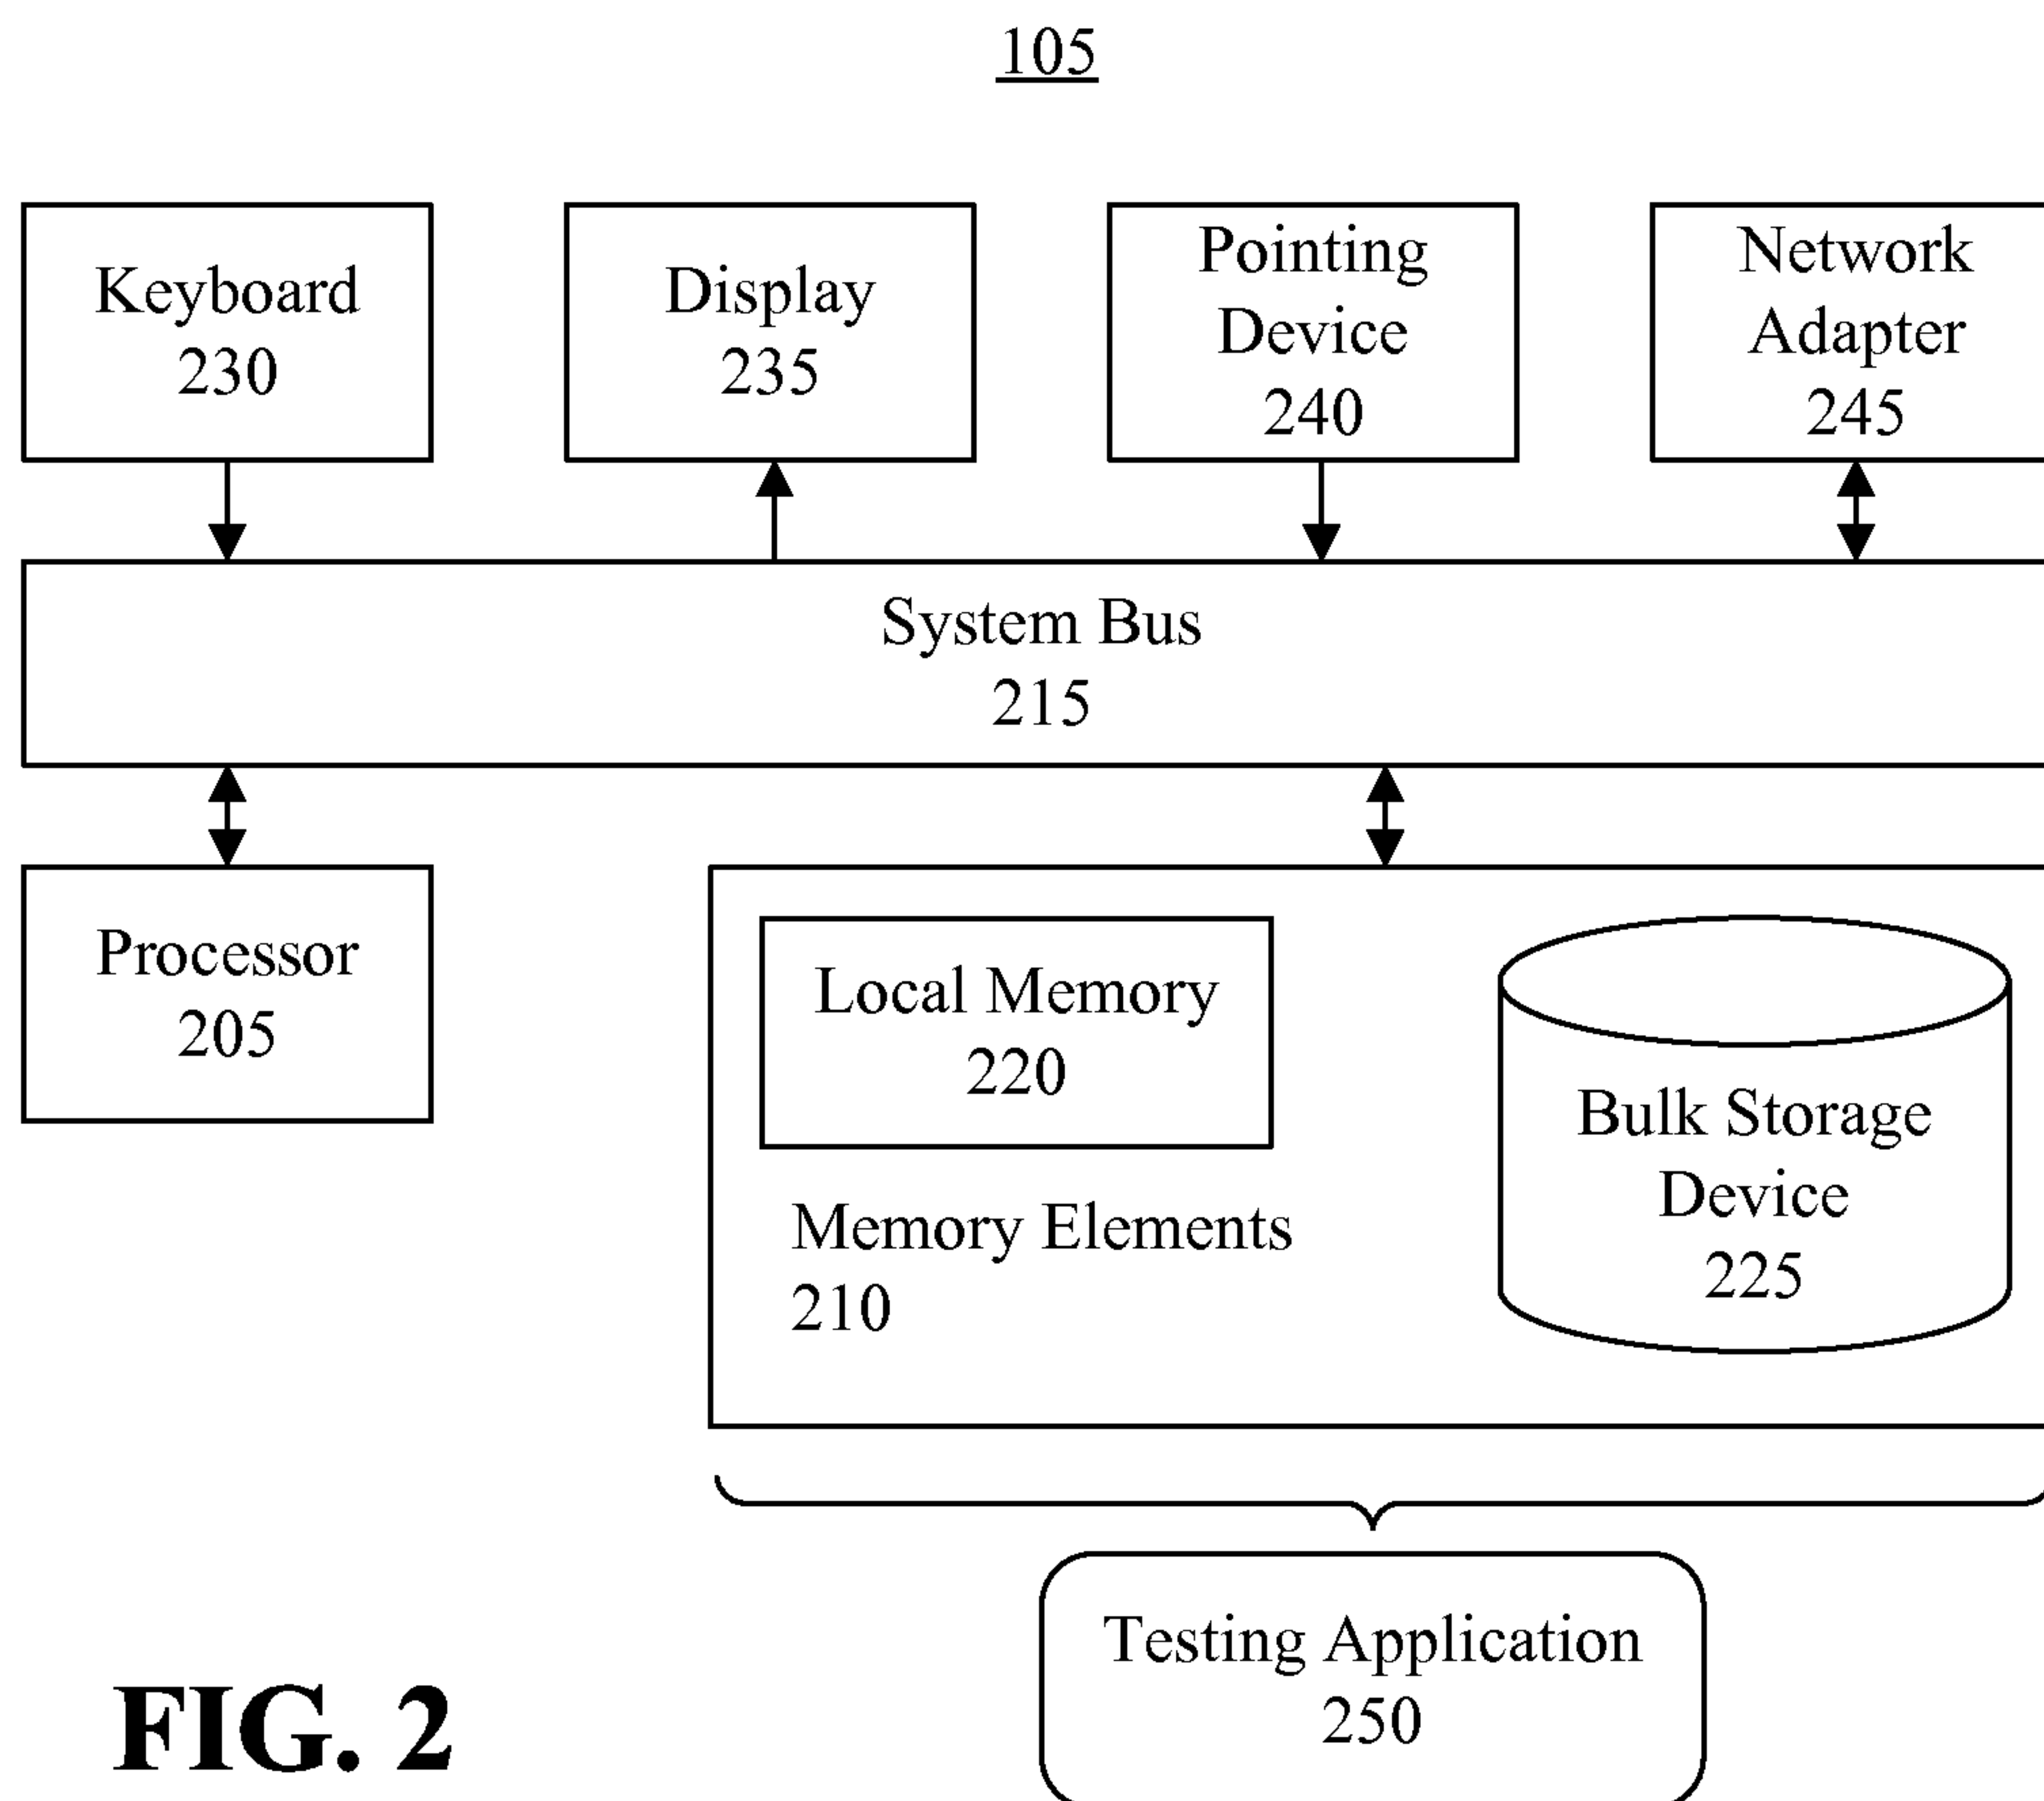 105
Keyboard
230
Display
235
Pointing
Device
240
Network
Adapter
245
System Bus
215
Processor
205
Local Memory
220
Memory Elements
210
Bulk Storage
Device
225
Testing Application
250
FIG. 2